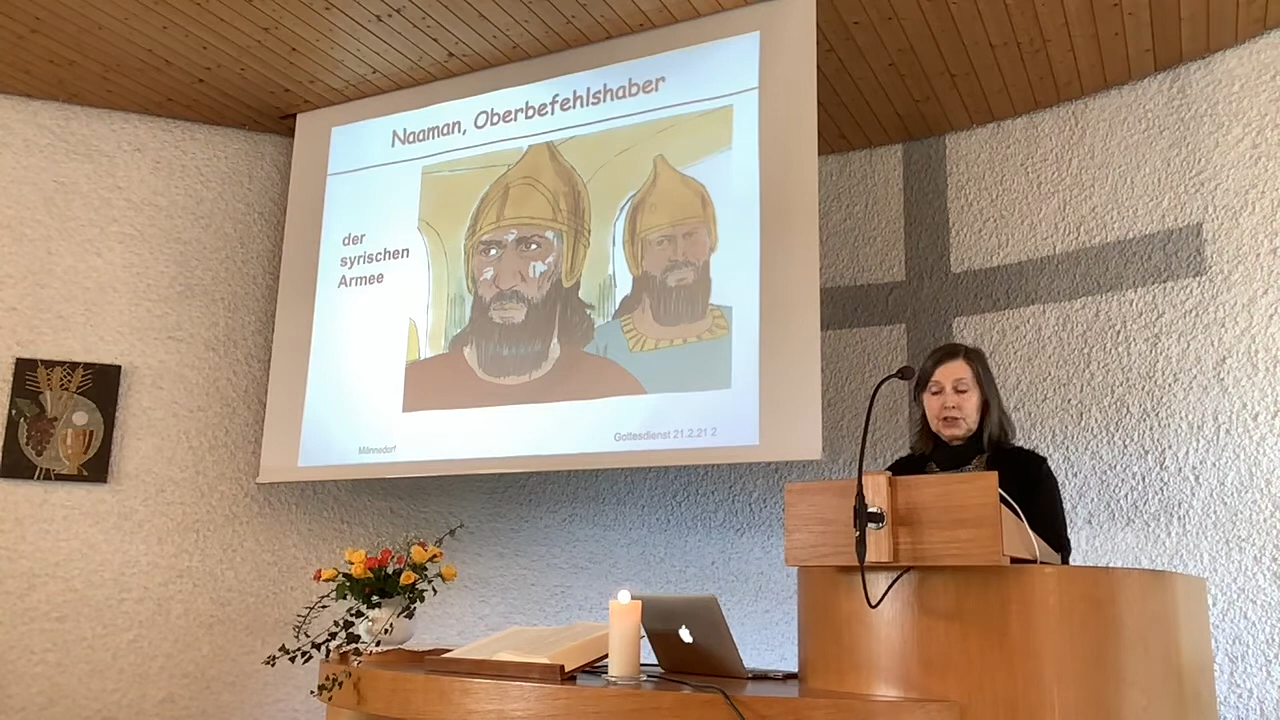 Naaman, Oberbefehlshaber
der
syrischen
Armee
Männedorf
Gottesdienst 21.2.21 2